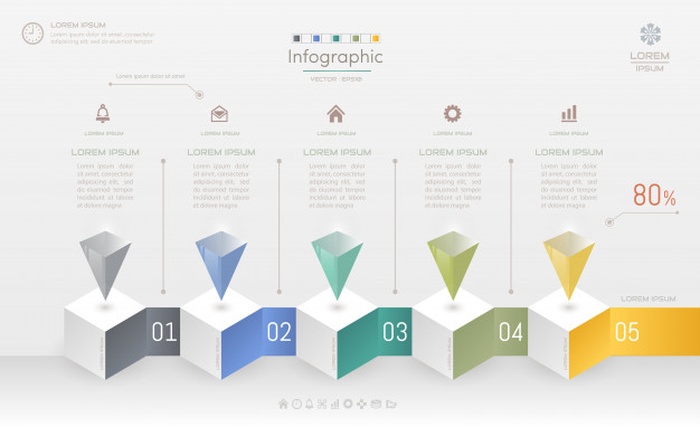 LOREM IPSUM
Lorem ipsum dolor sit amet, consectetur
adipiscing elit, sed do eiusmod tempor
Infographic
VECTOR | EPS10
LOREM
IPSUM
Lorem ipsum dolor sit amet
LOREM IPSUM
LOREM IPSUM
LOREM IPSUM
LOREM IPSUM
LOREM IPSUM
LOREM IPSUM
Lorem ipsum dolor
sit amet, consectetur
adipiscing elit, sed
do eiusmod tempor
incididunt ut labore
et dolore magna
LOREM IPSUM
Lorem ipsum dolor
sit amet, consectetur
adipiscing elit, sed
do eiusmod tempor
incididunt ut labore
et dolore magna
LOREM IPSUM
Lorem ipsum dolor
sit amet, consectetur
adipiscing elit, sed
do eiusmod tempor
incididunt ut labore
et dolore magna
LOREM IPSUM
Lorem ipsum dolor
sit amet, consectetur
adipiscing elit, sed
do eiusmod tempor
incididunt ut labore
et dolore magna
LOREM IPSUM
Lorem ipsum dolor
sit amet, consectetur
adipiscing elit, sed
do eiusmod tempor
incididunt ut labore
et dolore magna
80%
LOREM IPSUM
01
02
03
04
05